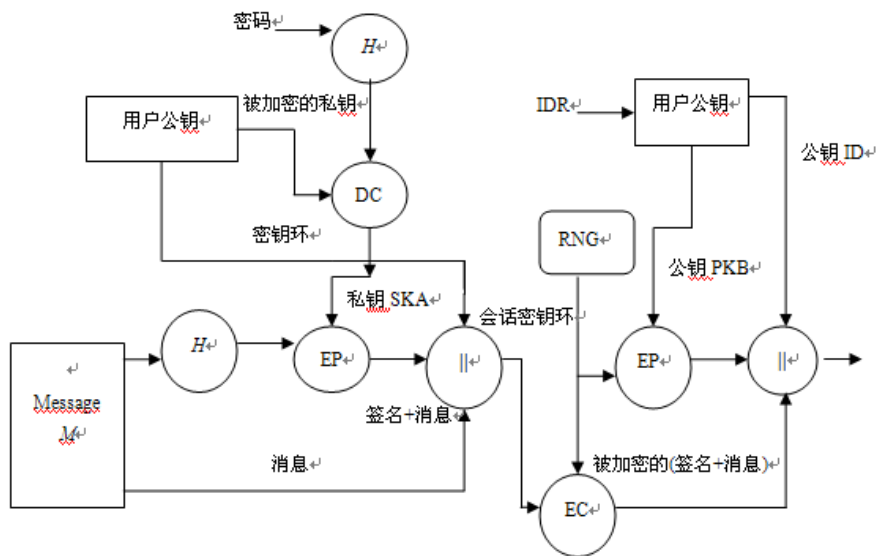 密码↵
H↵
被加密的私钥↵
用户公钥↵
IDR↵
用户公钥↵
公钥 ID↵
DC↵
密钥环↵
RNG↵
公钥 PKB↵
私钥 SKA↵
会话密钥环↵
H↵
EP↵
||↵
EP↵
||↵
↵
Message
M↵
签名+消息↵
消息↵
被加密的(签名+消息)↵
EC↵